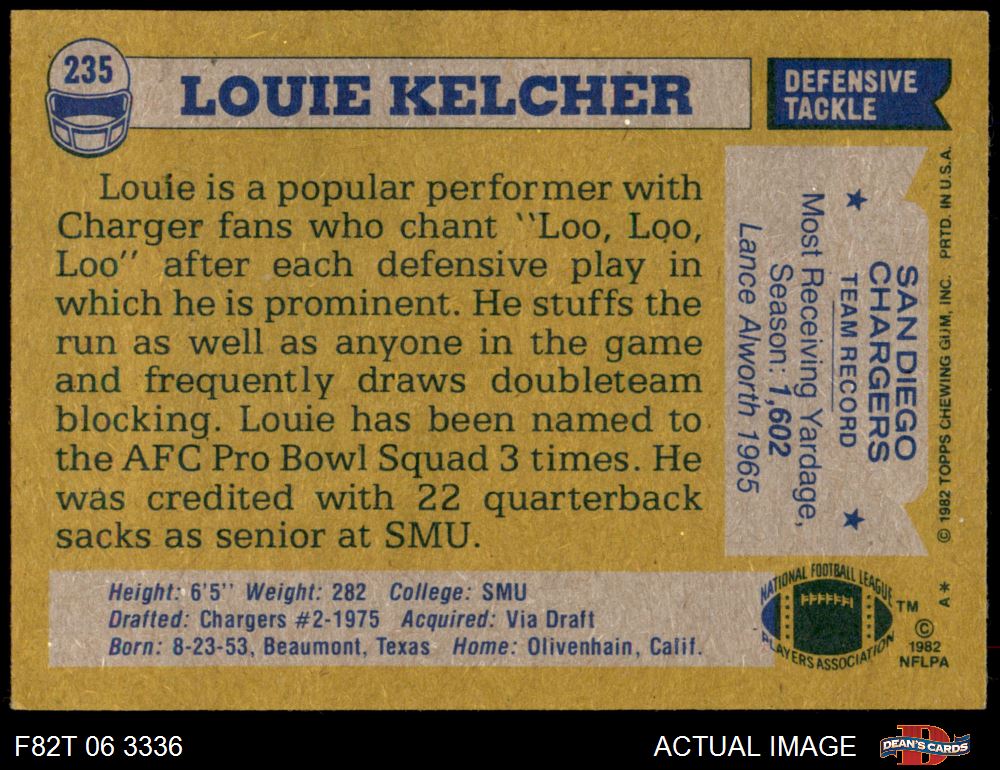 235
LOUIE KELCHER
DEFENSIVE
TACKLE
Louie is a popular performer with
Charger fans who chant "Loo, Loo,
Loo" after each defensive play in
which he is prominent. He stuffs the
run as well as anyone in the game
and frequently draws doubleteam
blocking. Louie has been named to
the AFC Pro Bowl Squad 3 times. He
was credited with 22 quarterback
sacks as senior at SMU.
SAN DIEGO
CHARGERS
TEAM RECORD
Most Receiving Yardage,
Season: 1,602
Lance Alworth 1965
© 1982 TOPPS CHEWING GUM, INC. PRTD. IN U.S.A.
Height: 6'5" Weight: 282 College: SMU
Drafted: Chargers #2-1975 Acquired: Via Draft
Born: 8-23-53, Beaumont, Texas Home: Olivenhain, Calif.
NATIONAL FOOTBALL LEAGUE
PLAYERS ASSOCIATION
TM
A*
©
1982
NFLPA
F82T 06 3336
ACTUAL IMAGE
D
DEAN'S CARDS